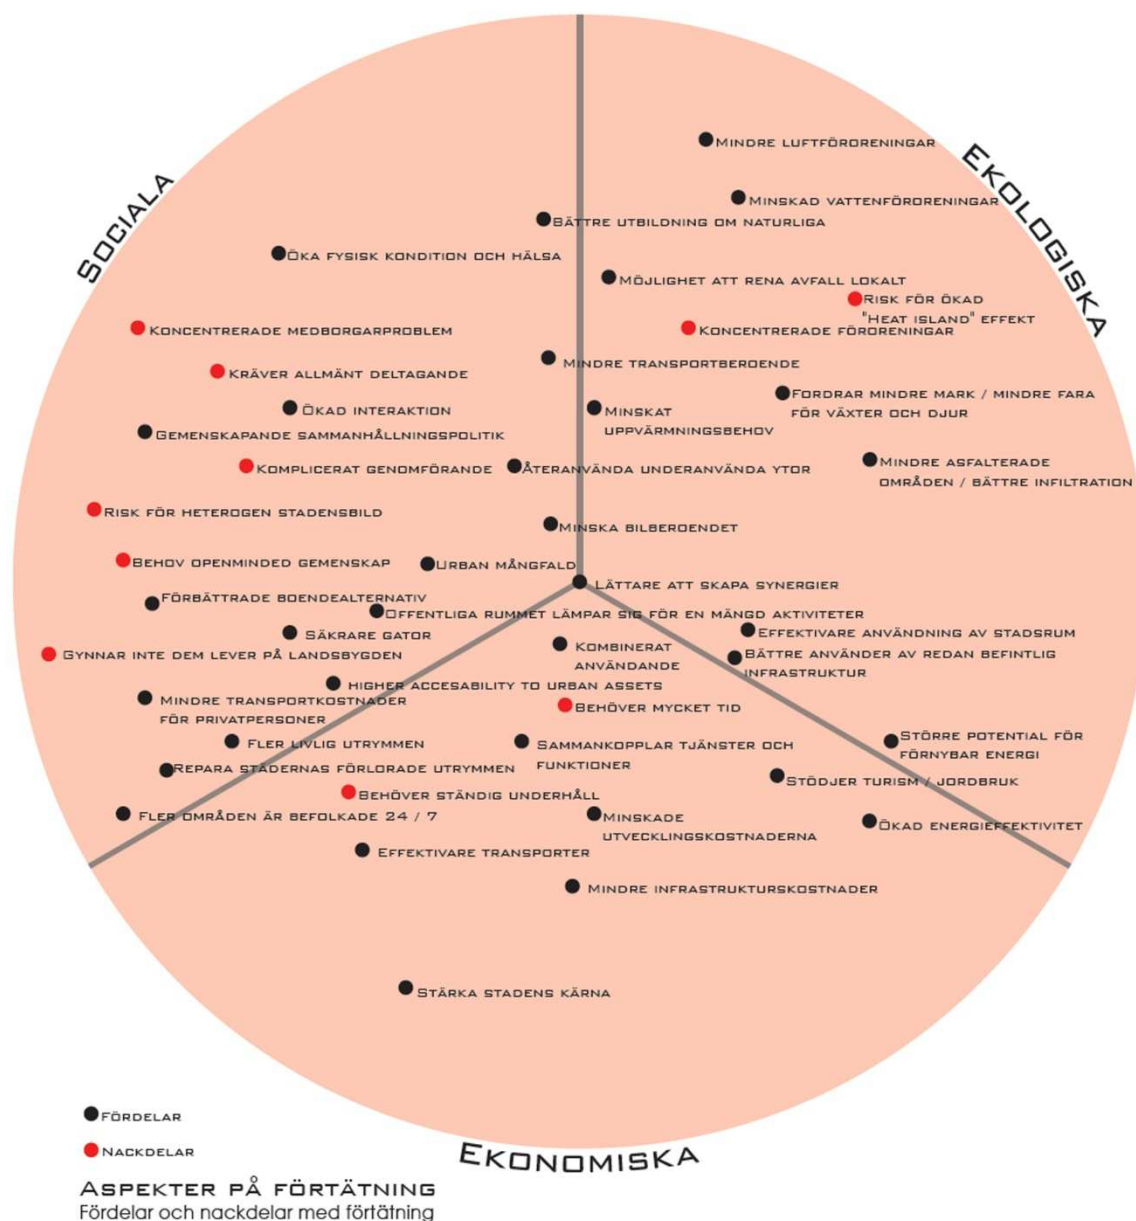 SOCIALA
EKOLOGISKA
MINDRE LUFTFÖRORENINGAR
MINSKAD VATTENFÖRORENINGAR
BÄTTRE UTBILDNING OM NATURLIGA
ÖKA FYSISK KONDITION OCH HÄLSA
MÖJLIGHET ATT RENA AVFALL LOKALT
RISK FÖR ÖKAD
"HEAT ISLAND" EFFEKT
KONCENTRERADE MEDBORGARPROBLEM
KONCENTRERADE FÖRORENINGAR
MINDRE TRANSPORTBEROENDE
KRÄVER ALLMÄNT DELTAGANDE
FORDRAR MINDRE MARK / MINDRE FARA
FÖR VÄXTER OCH DJUR
ÖKAD INTERAKTION
MINSKAT
UPPVÄRMNINGSBEHOV
GEMENSKAPANDE SAMMANHÅLLNINGSPOLITIK
KOMPLICERAT GENOMFÖRANDE
ÅTERANVÄNDA UNDERANVÄNDA YTOR
MINDRE ASFALTERADE
OMRÅDEN / BÄTTRE INFILTRATION
RISK FÖR HETEROGEN STADENSBILD
MINSKA BILBEROENDET
BEHOV OPENMINDED GEMENSKAP
URBAN MÅNGFALD
LÄTTARE ATT SKAPA SYNERGIER
FÖRBÄTTRADE BOENDEALTERNATIV
OFFENTLIGA RUMMET LÄMPAR SIG FÖR EN MÄNGD AKTIVITETER
SÄKRARE GATOR
EFFEKTIVARE ANVÄNDNING AV STADSRUM
GYNNAR INTE DEM LEVER PÅ LANDSBYGDEN
KOMBINERAT
ANVÄNDANDE
BÄTTRE ANVÄNDER AV REDAN BEFINTLIG
INFRASTRUKTUR
HIGHER ACCESABILITY TO URBAN ASSETS
MINDRE TRANSPORTKOSTNADER
FÖR PRIVATPERSONER
BEHÖVER MYCKET TID
FLER LIVLIG UTRYMMEN
SAMMANKOPPLAR TJÄNSTER OCH
FUNKTIONER
STÖRRE POTENTIAL FÖR
FÖRNYBAR ENERGI
REPARA STÄDERNAS FÖRLORADE UTRYMMEN
STÖDJER TURISM / JORDBRUK
BEHÖVER STÄNDIG UNDERHÅLL
FLER OMRÅDEN ÄR BEFOLKADE 24 / 7
MINSKADE
UTVECKLINGSKOSTNADERNA
ÖKAD ENERGIEFFEKTIVITET
EFFEKTIVARE TRANSPORTER
MINDRE INFRASTRUKTURSKOSTNADER
STÄRKA STADENS KÄRNA
EKONOMISKA
FÖRDELAR
NACKDELAR
ASPEKTER PÅ FÖRTÄTNING
Fördelar och nackdelar med förtätning